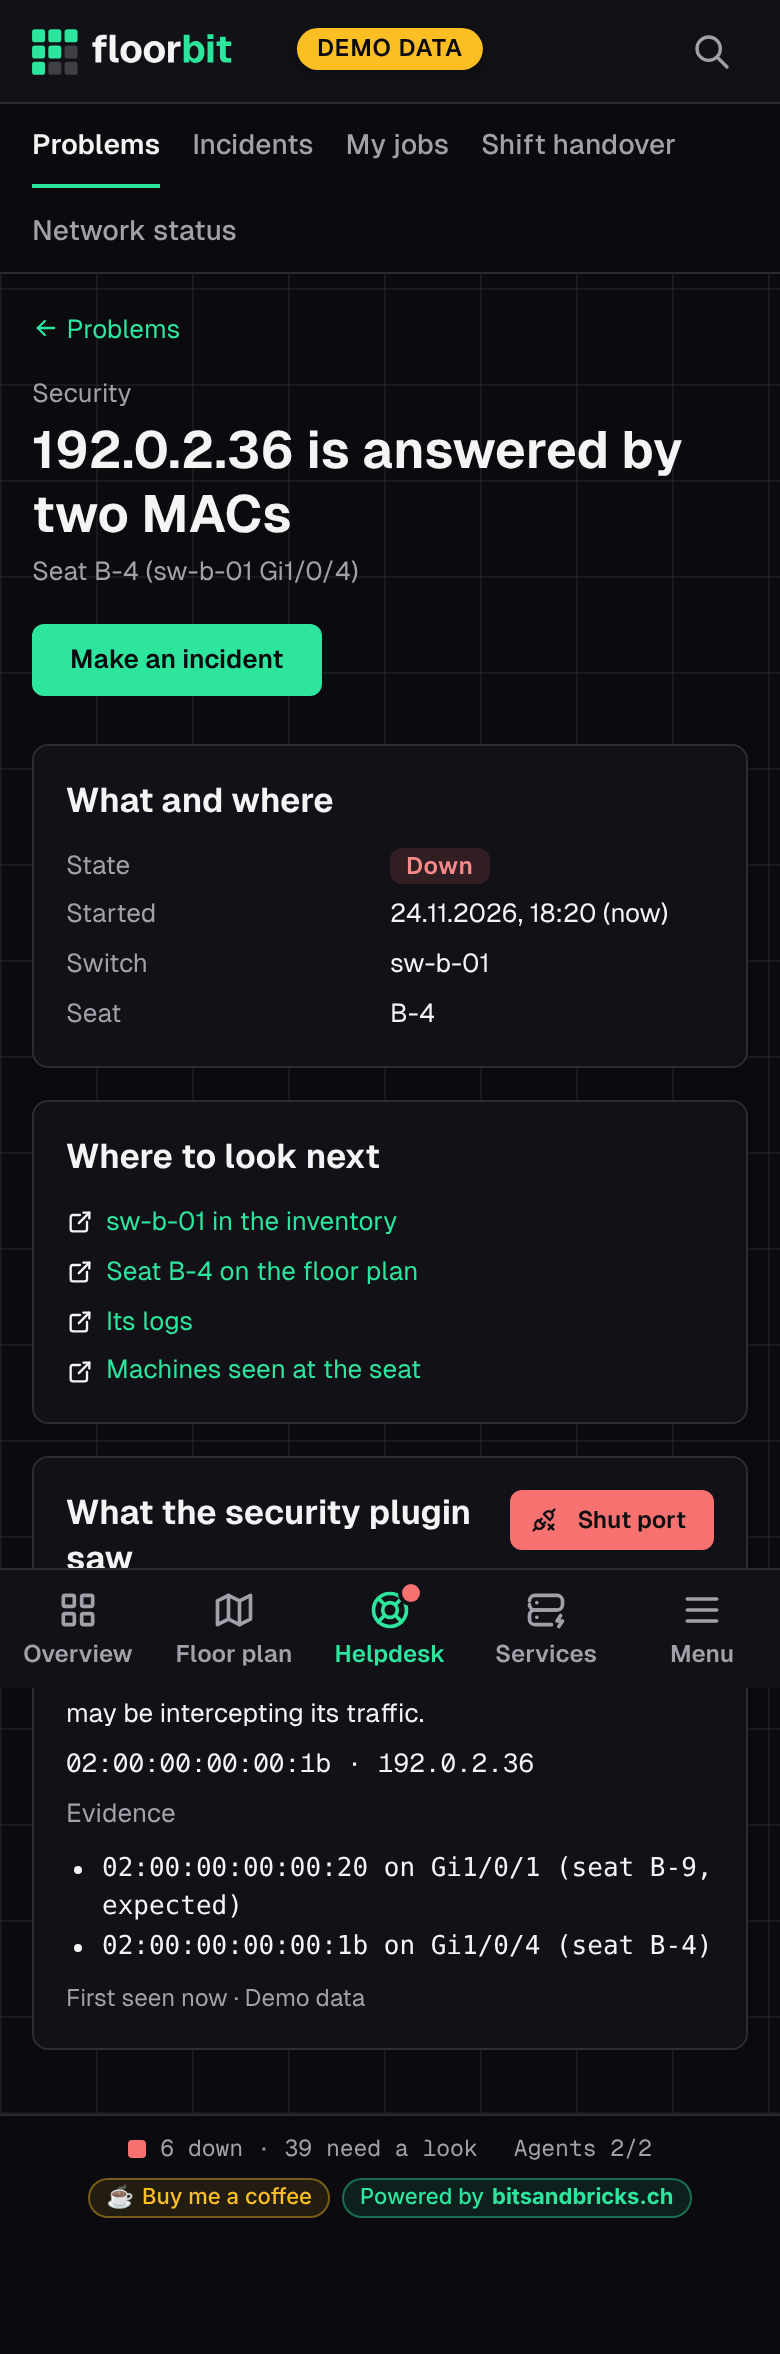 floorbit
DEMO DATA
Problems Incidents My jobs Shift handover
Network status
← Problems
Security
192.0.2.36 is answered by
two MACs
Seat B-4 (sw-b-01 Gi1/0/4)
Make an incident
What and where
State Down
Started 24.11.2026, 18:20 (now)
Switch sw-b-01
Seat B-4
Where to look next
sw-b-01 in the inventory
Seat B-4 on the floor plan
Its logs
Machines seen at the seat
What the security plugin
saw
Shut port
Overview Floor plan Helpdesk Services Menu
may be intercepting its traffic.
02:00:00:00:00:1b · 192.0.2.36
Evidence
• 02:00:00:00:00:20 on Gi1/0/1 (seat B-9,
expected)
• 02:00:00:00:00:1b on Gi1/0/4 (seat B-4)
First seen now · Demo data
6 down · 39 need a look Agents 2/2
Buy me a coffee Powered by bitsandbricks.ch